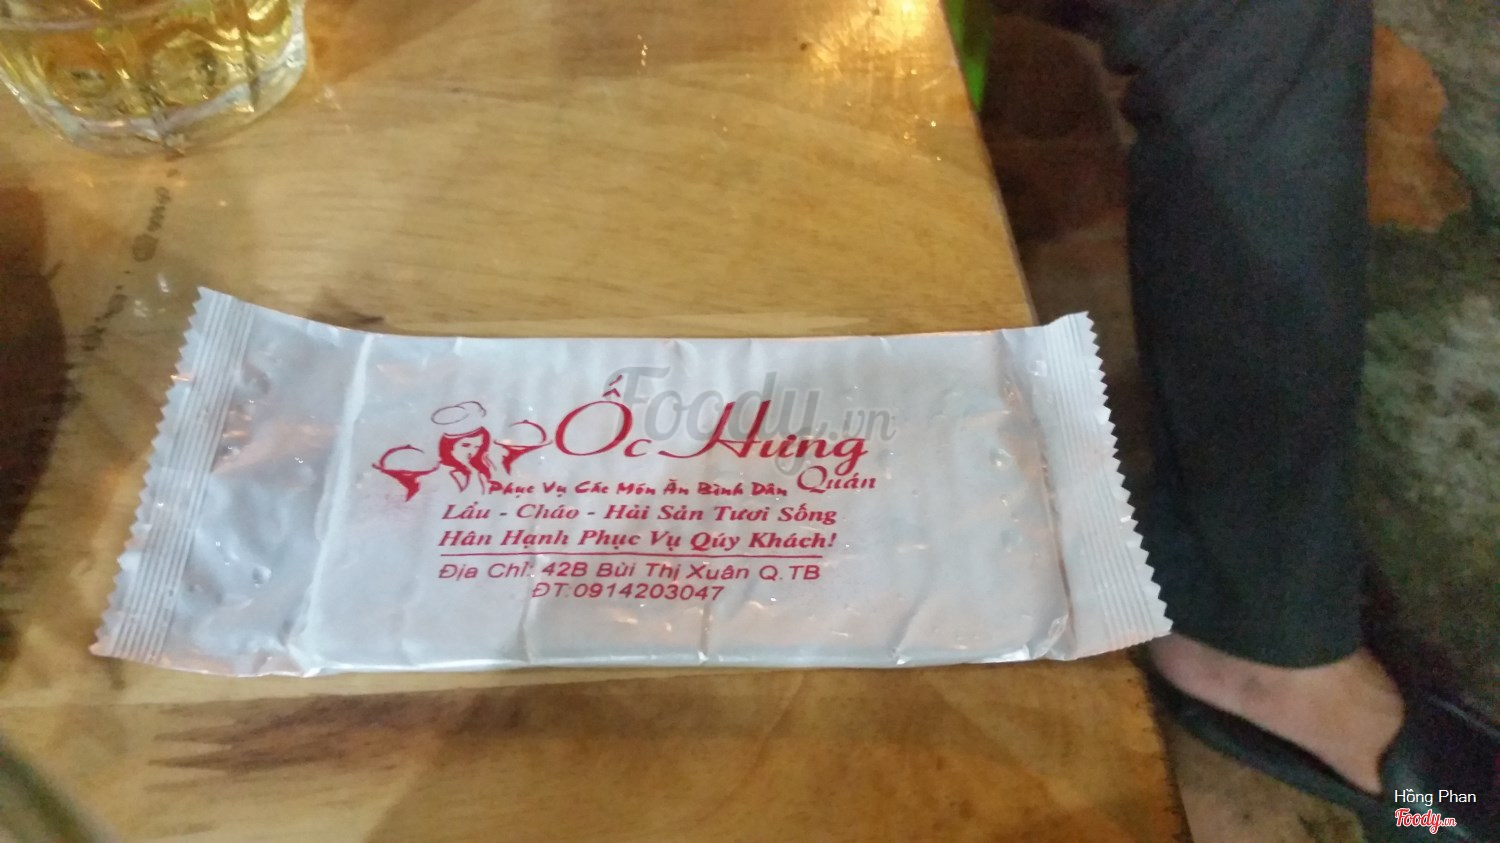 Foody.vn
Ốc Hưng
Quán
Phục Vụ Các Món Ăn Bình Dân
Lẩu - Cháo - Hải Sản Tươi Sống
Hân Hạnh Phục Vụ Qúy Khách!
Địa Chỉ: 42B Bùi Thị Xuân Q.TB
ĐT:0914203047
Hồng Phan
Foody.vn